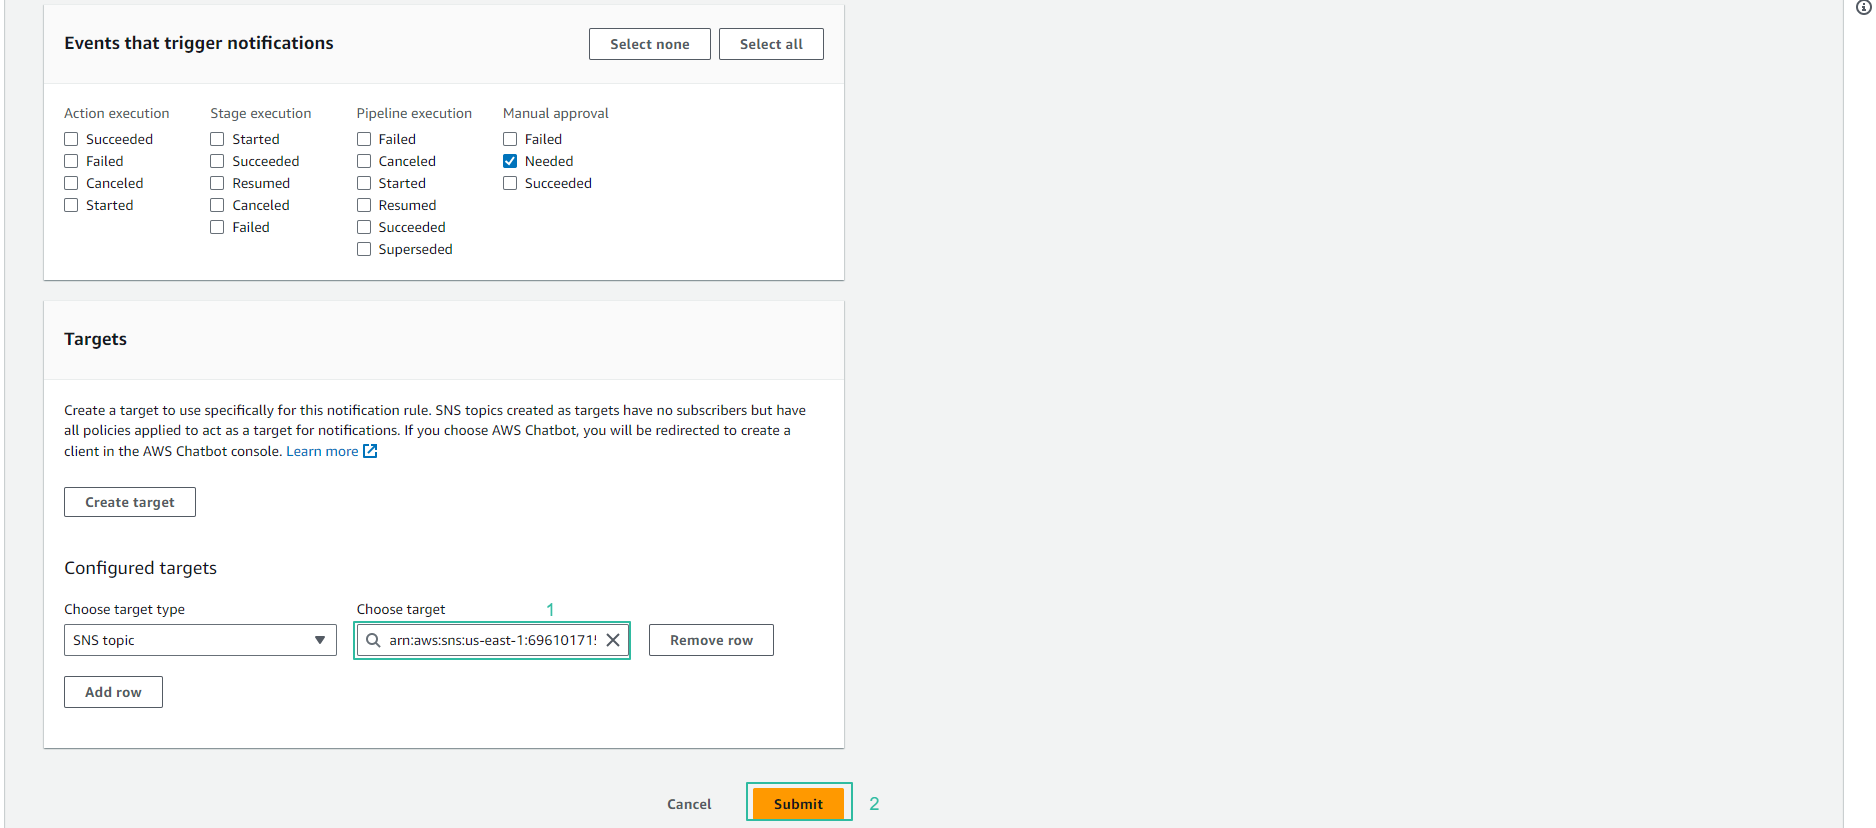 Events that trigger notifications
Select none
Select all
Action execution
Succeeded
Failed
Canceled
Started
Stage execution
Started
Succeeded
Resumed
Canceled
Failed
Pipeline execution
Failed
Canceled
Started
Resumed
Succeeded
Superseded
Manual approval
Failed
Needed
Succeeded
Targets
Create a target to use specifically for this notification rule. SNS topics created as targets have no subscribers but have
all policies applied to act as a target for notifications. If you choose AWS Chatbot, you will be redirected to create a
client in the AWS Chatbot console. Learn more
Create target
Configured targets
Choose target type
Choose target
1
SNS topic
arn:aws:sns:us-east-1:696101715
Remove row
Add row
Cancel
Submit
2